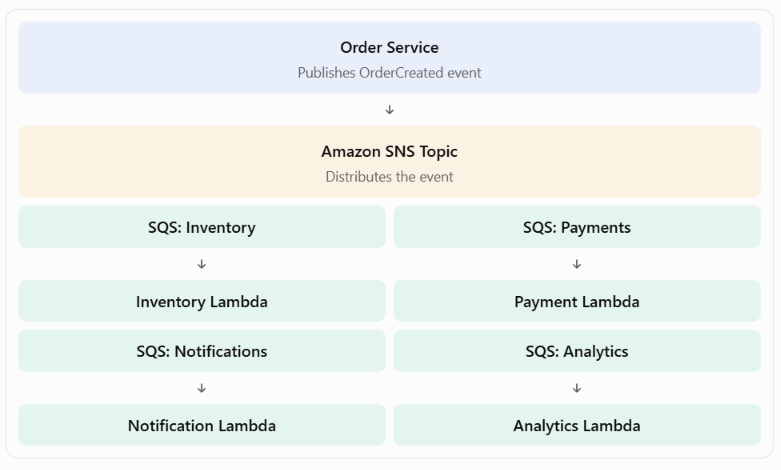 Order Service
Publishes OrderCreated event
↓
Amazon SNS Topic
Distributes the event
SQS: Inventory
SQS: Payments
↓
↓
Inventory Lambda
Payment Lambda
SQS: Notifications
SQS: Analytics
↓
↓
Notification Lambda
Analytics Lambda